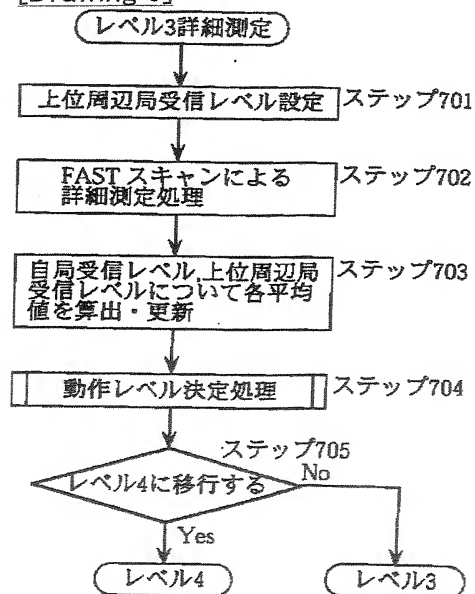 レベル3詳細測定
上位周辺局受信レベル設定 ステップ701
FASTスキャンによる ステップ702
詳細測定処理
自局受信レベル,上位周辺局 ステップ703
受信レベルについて各平均
値を算出・更新
動作レベル決定処理 ステップ704
ステップ705
レベル4に移行する No
Yes
レベル4 レベル3